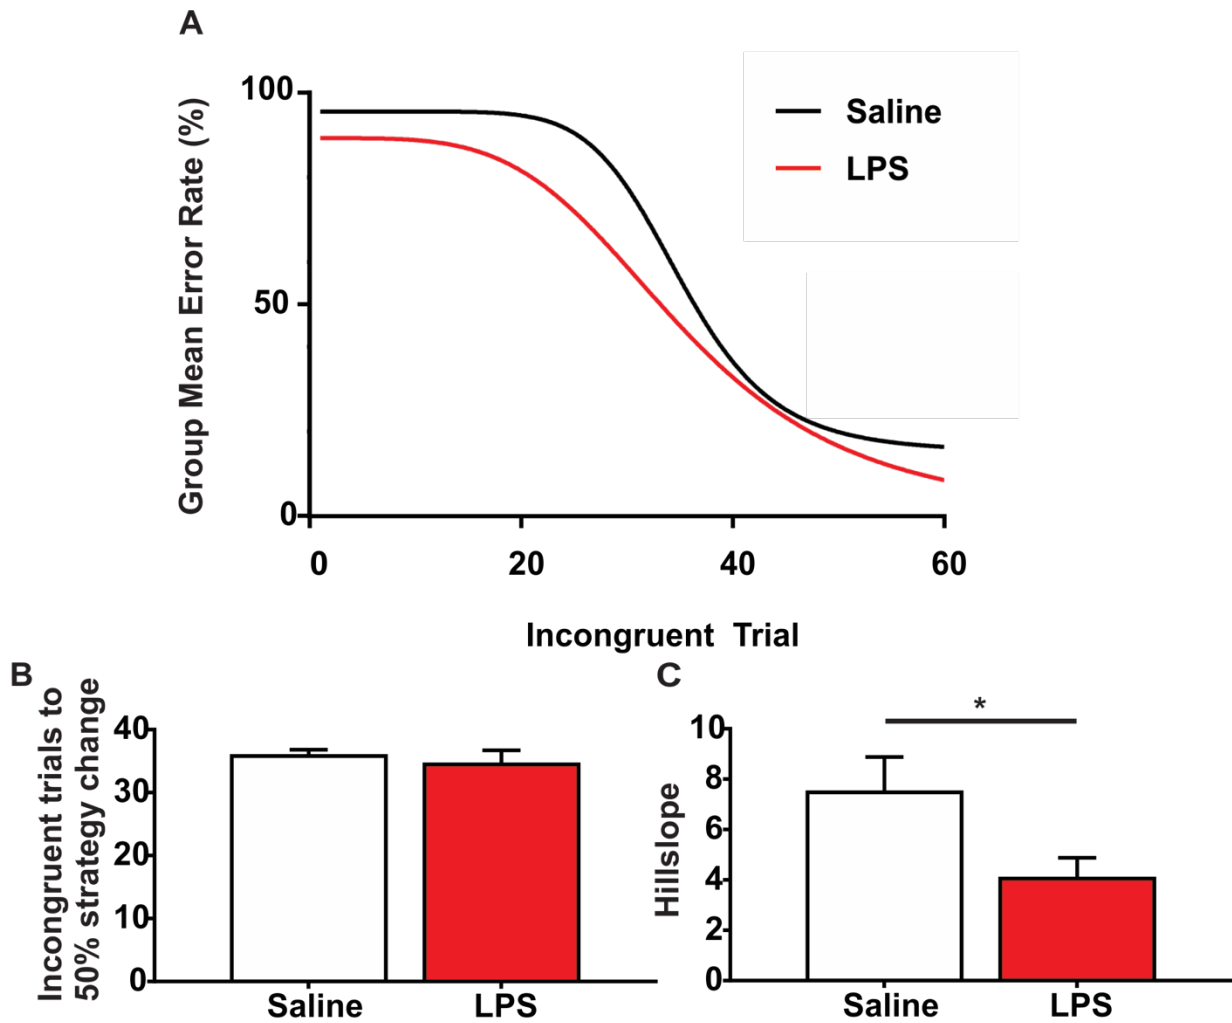 A
Group Mean Error Rate (%)
100
50
0
Saline
LPS
0 20 40 60
Incongruent Trial
B
Incongruent trials to
50% strategy change
40
30
20
10
0
Saline LPS
C
Hillslope
10
8
6
4
2
0
*
Saline LPS